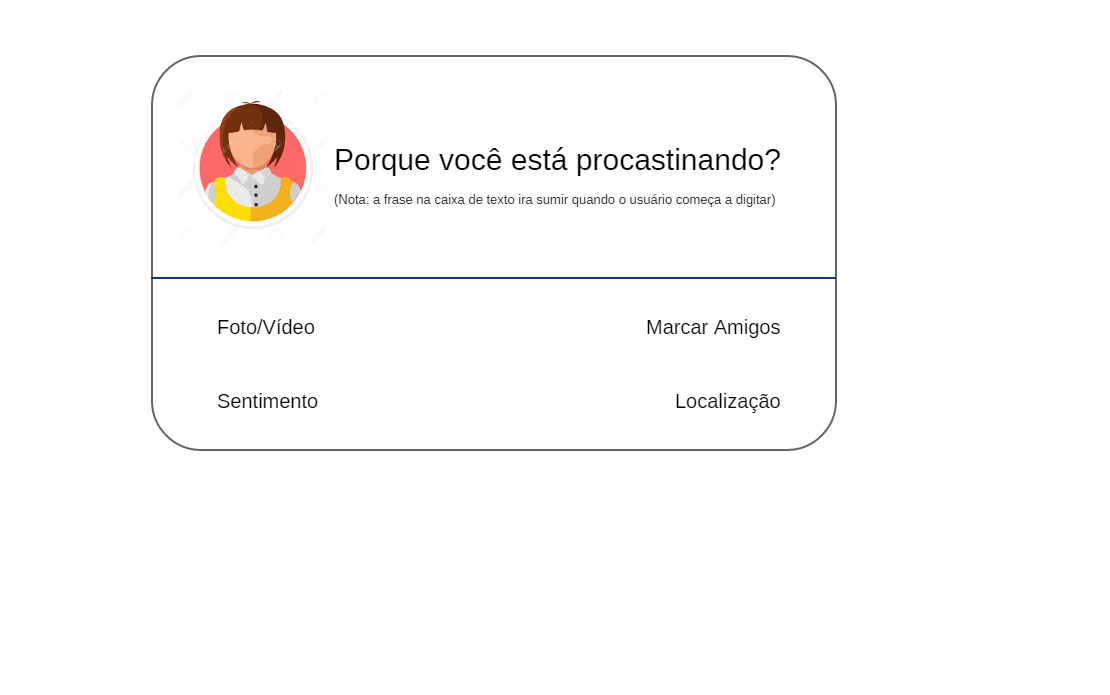 Porque você está procastinando?
(Nota: a frase na caixa de texto ira sumir quando o usuário começa a digitar)
Foto/Vídeo
Marcar Amigos
Sentimento
Localização